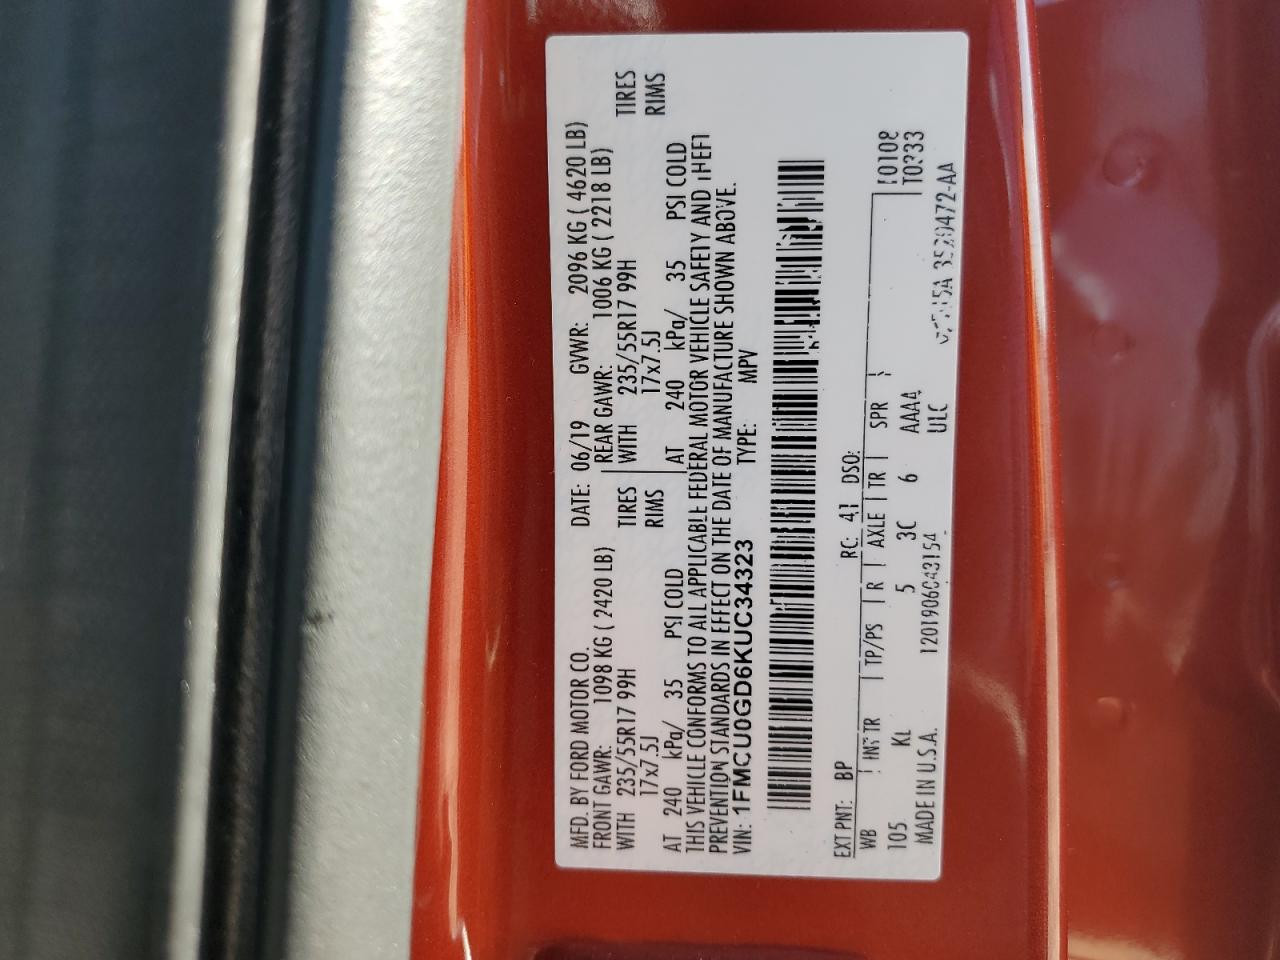 MFD. BY FORD MOTOR CO. DATE: 06/19 GVWR: 2096 KG ( 4620 LB)
FRONT GAWR: 1098 KG ( 2420 LB) REAR GAWR: 1006 KG ( 2218 LB)
WITH 235/55R17 99H TIRES WITH 235/55R17 99H TIRES
17x7.5J RIMS 17x7.5J RIMS
AT 240 kPa/ 35 PSI COLD AT 240 kPa/ 35 PSI COLD
THIS VEHICLE CONFORMS TO ALL APPLICABLE FEDERAL MOTOR VEHICLE SAFETY AND THEFT
PREVENTION STANDARDS IN EFFECT ON THE DATE OF MANUFACTURE SHOWN ABOVE.
VIN: 1FMCU0GD6KUC34323 TYPE: MPV
EXT PNT: BP RC: 41 DSO:
WB INT TR TP/PS R AXLE TR SPR
105 KL 5 3C 6 AAAA
MADE IN U.S.A. 1201906043154 ULC